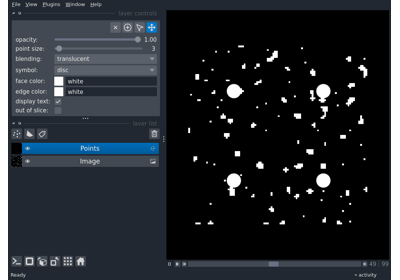 File View Plugins Window Help
layer controls
opacity: 1.00
point size: 3
blending: translucent
symbol: disc
face color: white
edge color: white
display text:
out of slice:
layer list
Points
Image
49 99
Ready
activity